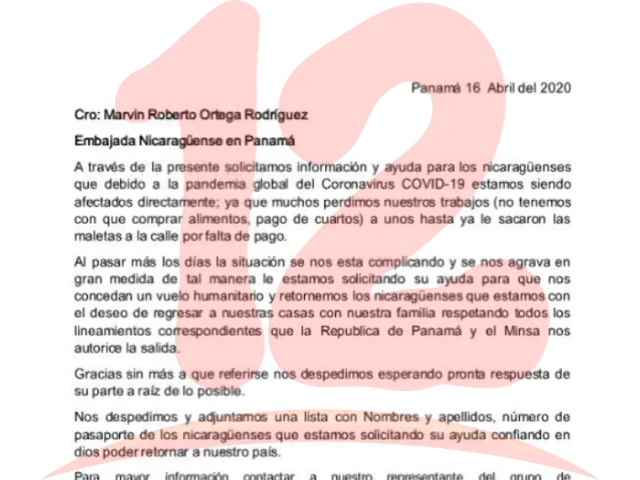 Panamá 16 Abril del 2020
Cro: Marvin Roberto Ortega Rodríguez
Embajada Nicaragüense en Panamá
A través de la presente solicitamos información y ayuda para los nicaragüenses
que debido a la pandemia global del Coronavirus COVID-19 estamos siendo
afectados directamente; ya que muchos perdimos nuestros trabajos (no tenemos
con que comprar alimentos, pago de cuartos) a unos hasta ya le sacaron las
maletas a la calle por falta de pago.
Al pasar más los días la situación se nos esta complicando y se nos agrava en
gran medida de tal manera le estamos solicitando su ayuda para que nos
concedan un vuelo humanitario y retornemos los nicaragüenses que estamos con
el deseo de regresar a nuestras casas con nuestra familia respetando todos los
lineamientos correspondientes que la Republica de Panamá y el Minsa nos
autorice la salida.
Gracias sin más a que referirse nos despedimos esperando pronta respuesta de
su parte a raíz de lo posible.
Nos despedimos y adjuntamos una lista con Nombres y apellidos, número de
pasaporte de los nicaragüenses que estamos solicitando su ayuda confiando en
dios poder retornar a nuestro país.
Para mayor información contactar a nuestro representante del grupo de
12